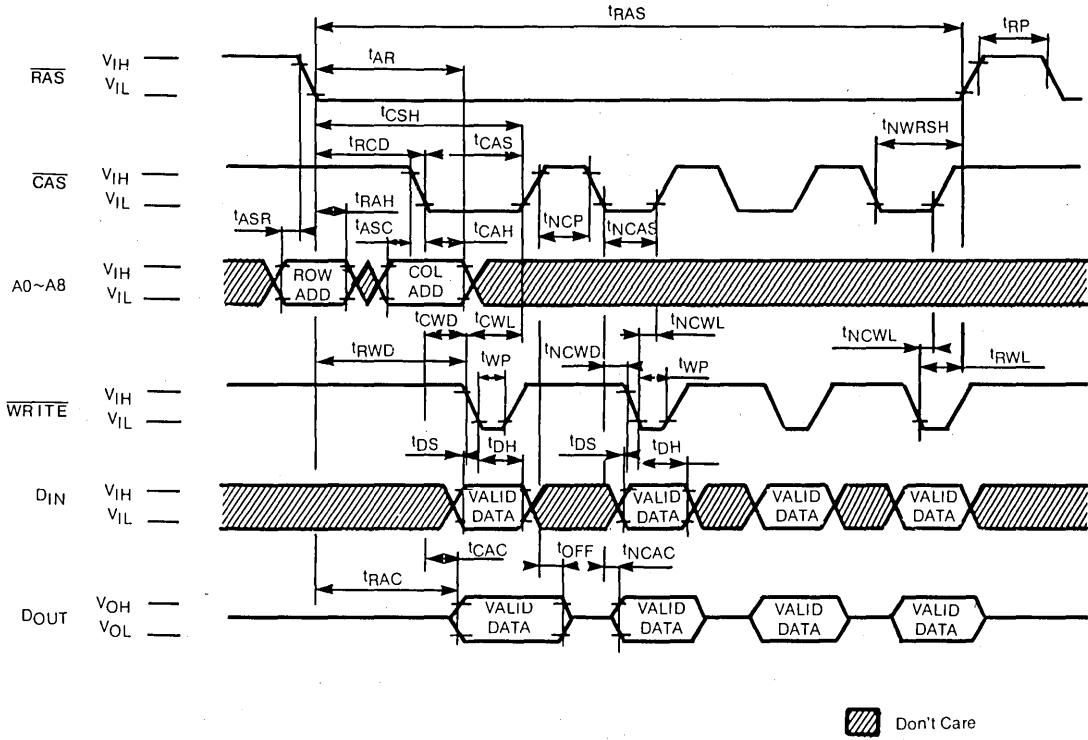 tRAS
tRP
tAR
RAS
VIH
VIL
tCSH
tNWRSH
tRCD
tCAS
CAS
VIH
VIL
tRAH
tASR
tASC
tCAH
tNCP
tNCAS
A0~A8
VIH
VIL
ROW ADD
COL ADD
tCWD
tCWL
tNCWL
tNCWL
tRWD
tWP
tNCWD
tWP
tRWL
WRITE
VIH
VIL
tDS
tDH
tDS
tDH
DIN
VIH
VIL
VALID DATA
VALID DATA
VALID DATA
VALID DATA
tCAC
tOFF
tNCAC
tRAC
DOUT
VOH
VOL
VALID DATA
VALID DATA
VALID DATA
VALID DATA
Don't Care